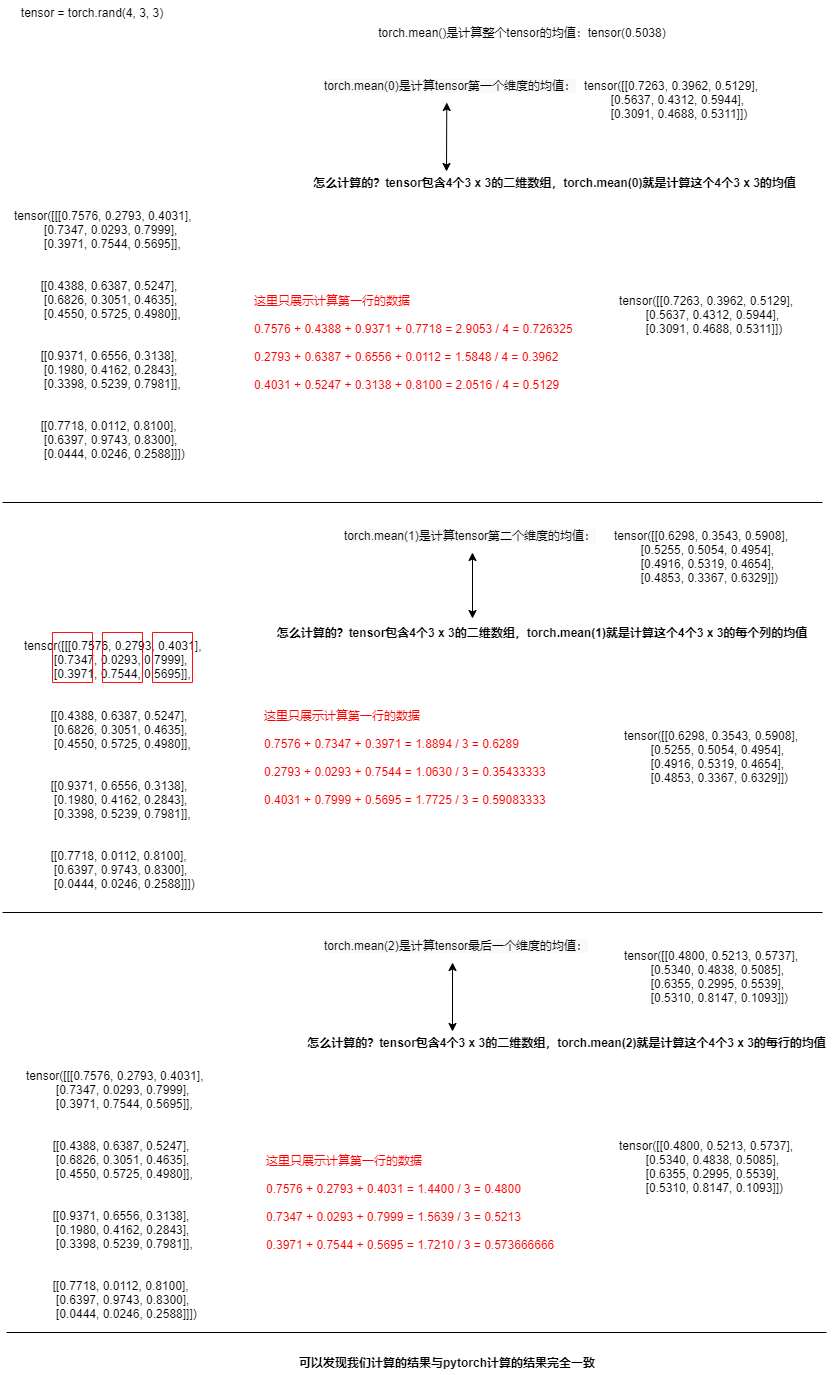 tensor = torch.rand(4, 3, 3)
torch.mean()是计算整个tensor的均值：tensor(0.5038)
torch.mean(0)是计算tensor第一个维度的均值： tensor([[0.7263, 0.3962, 0.5129],
[0.5637, 0.4312, 0.5944],
[0.3091, 0.4688, 0.5311]])
怎么计算的？tensor包含4个3 x 3的二维数组，torch.mean(0)就是计算这个4个3 x 3的均值
tensor([[[0.7576, 0.2793, 0.4031],
[0.7347, 0.0293, 0.7999],
[0.3971, 0.7544, 0.5695]],
[[0.4388, 0.6387, 0.5247],
[0.6826, 0.3051, 0.4635],
[0.4550, 0.5725, 0.4980]],
[[0.9371, 0.6556, 0.3138],
[0.1980, 0.4162, 0.2843],
[0.3398, 0.5239, 0.7981]],
[[0.7718, 0.0112, 0.8100],
[0.6397, 0.9743, 0.8300],
[0.0444, 0.0246, 0.2588]]])
这里只展示计算第一行的数据
0.7576 + 0.4388 + 0.9371 + 0.7718 = 2.9053 / 4 = 0.726325
0.2793 + 0.6387 + 0.6556 + 0.0112 = 1.5848 / 4 = 0.3962
0.4031 + 0.5247 + 0.3138 + 0.8100 = 2.0516 / 4 = 0.5129
tensor([[0.7263, 0.3962, 0.5129],
[0.5637, 0.4312, 0.5944],
[0.3091, 0.4688, 0.5311]])
torch.mean(1)是计算tensor第二个维度的均值： tensor([[0.6298, 0.3543, 0.5908],
[0.5255, 0.5054, 0.4954],
[0.4916, 0.5319, 0.4654],
[0.4853, 0.3367, 0.6329]])
怎么计算的？tensor包含4个3 x 3的二维数组，torch.mean(1)就是计算这个4个3 x 3的每个列的均值
tensor([[[0.7576, 0.2793, 0.4031],
[0.7347, 0.0293, 0.7999],
[0.3971, 0.7544, 0.5695]],
[[0.4388, 0.6387, 0.5247],
[0.6826, 0.3051, 0.4635],
[0.4550, 0.5725, 0.4980]],
[[0.9371, 0.6556, 0.3138],
[0.1980, 0.4162, 0.2843],
[0.3398, 0.5239, 0.7981]],
[[0.7718, 0.0112, 0.8100],
[0.6397, 0.9743, 0.8300],
[0.0444, 0.0246, 0.2588]]])
这里只展示计算第一行的数据
0.7576 + 0.7347 + 0.3971 = 1.8894 / 3 = 0.6289
0.2793 + 0.0293 + 0.7544 = 1.0630 / 3 = 0.35433333
0.4031 + 0.7999 + 0.5695 = 1.7725 / 3 = 0.59083333
tensor([[0.6298, 0.3543, 0.5908],
[0.5255, 0.5054, 0.4954],
[0.4916, 0.5319, 0.4654],
[0.4853, 0.3367, 0.6329]])
torch.mean(2)是计算tensor最后一个维度的均值：
tensor([[0.4800, 0.5213, 0.5737],
[0.5340, 0.4838, 0.5085],
[0.6355, 0.2995, 0.5539],
[0.5310, 0.8147, 0.1093]])
怎么计算的？tensor包含4个3 x 3的二维数组，torch.mean(2)就是计算这个4个3 x 3的每行的均值
tensor([[[0.7576, 0.2793, 0.4031],
[0.7347, 0.0293, 0.7999],
[0.3971, 0.7544, 0.5695]],
[[0.4388, 0.6387, 0.5247],
[0.6826, 0.3051, 0.4635],
[0.4550, 0.5725, 0.4980]],
[[0.9371, 0.6556, 0.3138],
[0.1980, 0.4162, 0.2843],
[0.3398, 0.5239, 0.7981]],
[[0.7718, 0.0112, 0.8100],
[0.6397, 0.9743, 0.8300],
[0.0444, 0.0246, 0.2588]]])
这里只展示计算第一行的数据
0.7576 + 0.2793 + 0.4031 = 1.4400 / 3 = 0.4800
0.7347 + 0.0293 + 0.7999 = 1.5639 / 3 = 0.5213
0.3971 + 0.7544 + 0.5695 = 1.7210 / 3 = 0.573666666
tensor([[0.4800, 0.5213, 0.5737],
[0.5340, 0.4838, 0.5085],
[0.6355, 0.2995, 0.5539],
[0.5310, 0.8147, 0.1093]])
可以发现我们计算的结果与pytorch计算的结果完全一致